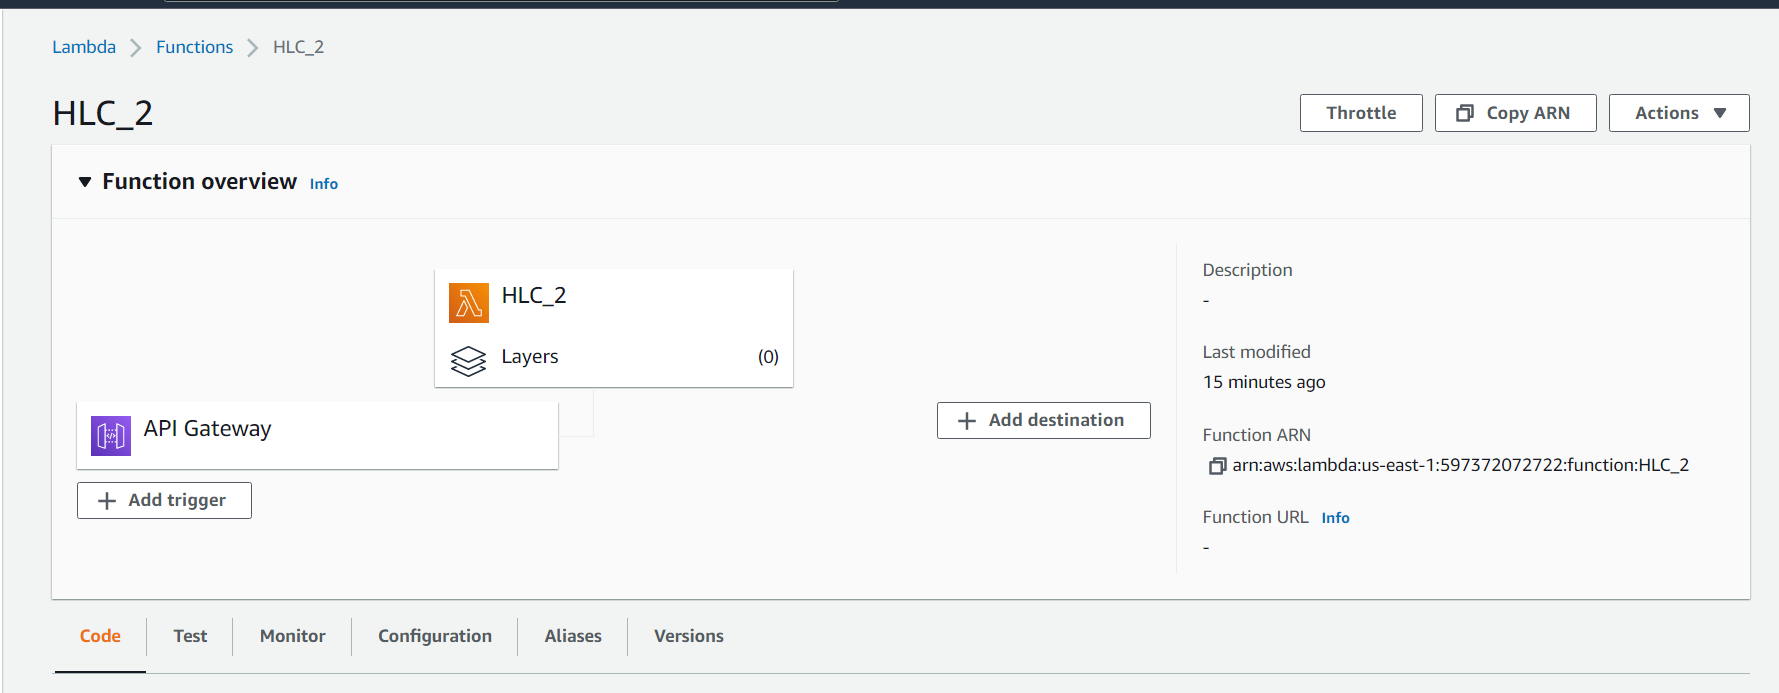 Lambda > Functions > HLC_2
HLC_2
Throttle
Copy ARN
Actions
Function overview Info
HLC_2
Layers (0)
API Gateway
Add trigger
Add destination
Description
-
Last modified
15 minutes ago
Function ARN
arn:aws:lambda:us-east-1:597372072722:function:HLC_2
Function URL Info
-
Code Test Monitor Configuration Aliases Versions